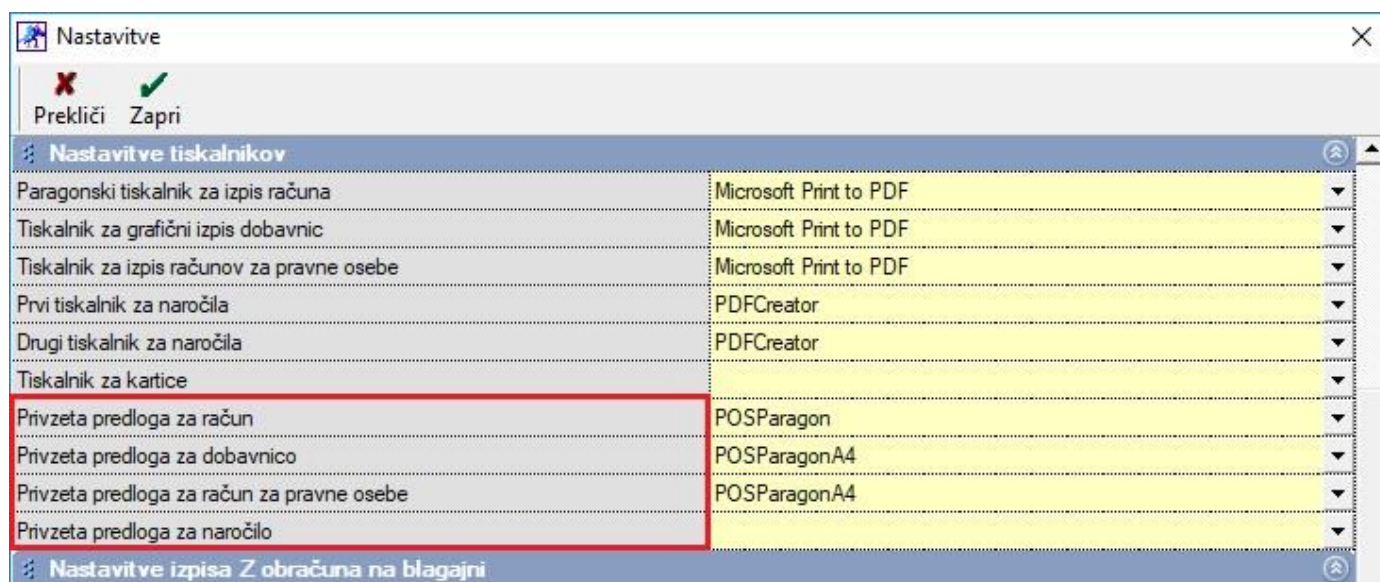 Nastavitve
Prekliči Zapri
Nastavitve tiskalnikov
Paragonski tiskalnik za izpis računa Microsoft Print to PDF
Tiskalnik za grafični izpis dobavnic Microsoft Print to PDF
Tiskalnik za izpis računov za pravne osebe Microsoft Print to PDF
Prvi tiskalnik za naročila PDFCreator
Drugi tiskalnik za naročila PDFCreator
Tiskalnik za kartice
Privzeta predloga za račun POSParagon
Privzeta predloga za dobavnico POSParagonA4
Privzeta predloga za račun za pravne osebe POSParagonA4
Privzeta predloga za naročilo
Nastavitve izpisa Z obračuna na blagajni